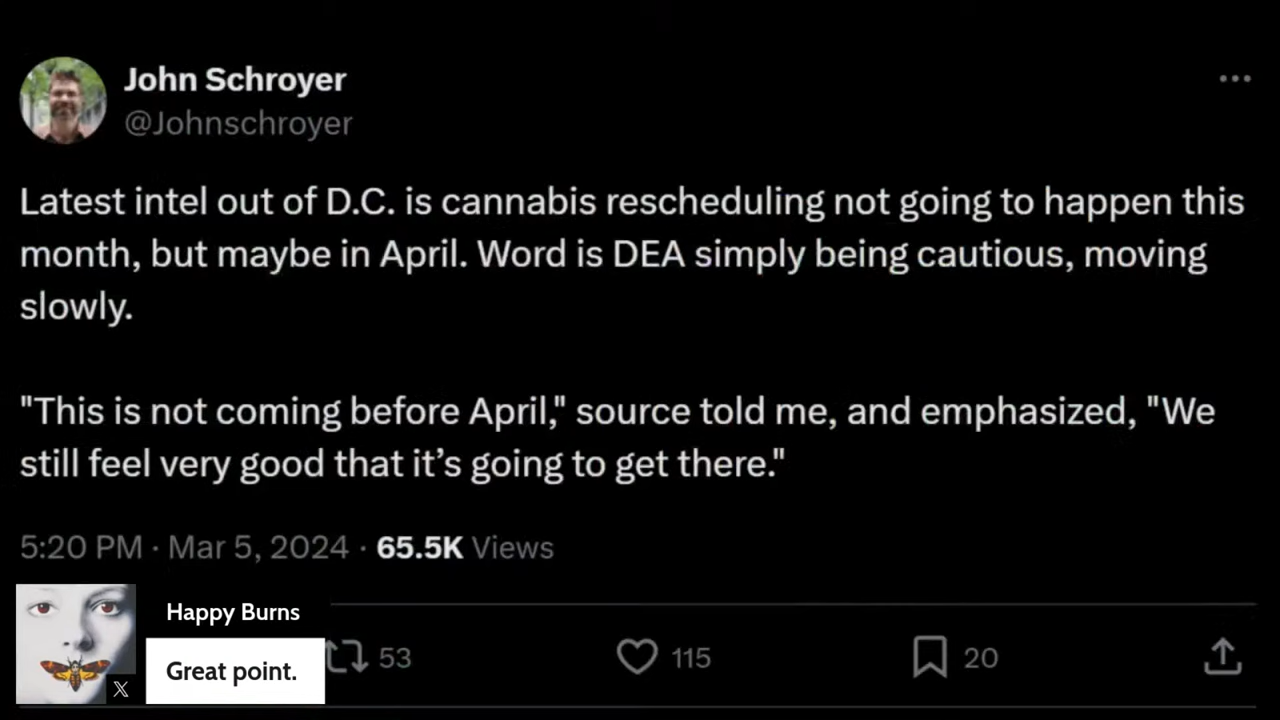 John Schroyer
@Johnschroyer
Latest intel out of D.C. is cannabis rescheduling not going to happen this
month, but maybe in April. Word is DEA simply being cautious, moving
slowly.
"This is not coming before April," source told me, and emphasized, "We
still feel very good that it’s going to get there."
5:20 PM · Mar 5, 2024 · 65.5K Views
Happy Burns
Great point.
53 115 20